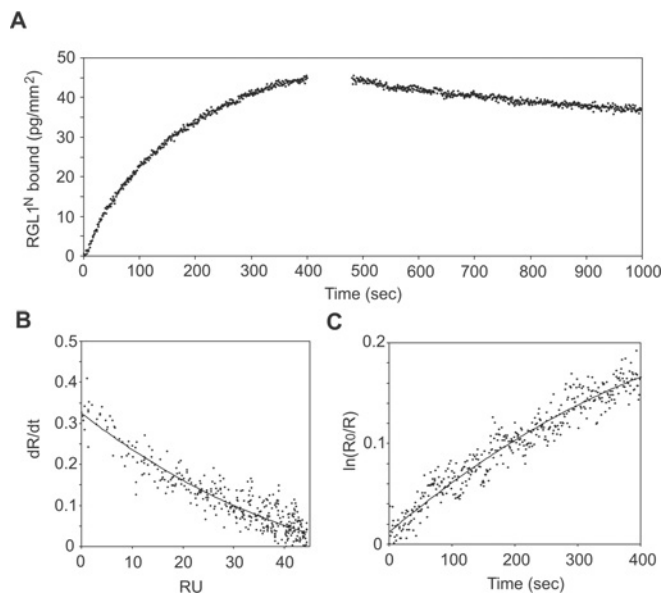 A
RGL1ᴺ bound (pg/mm²)
50
40
30
20
10
0
0 100 200 300 400 500 600 700 800 900 1000
Time (sec)
B
dR/dt
0.5
0.4
0.3
0.2
0.1
0
0 10 20 30 40
RU
C
ln(R₀/R)
0.2
0.1
0
0 100 200 300 400
Time (sec)